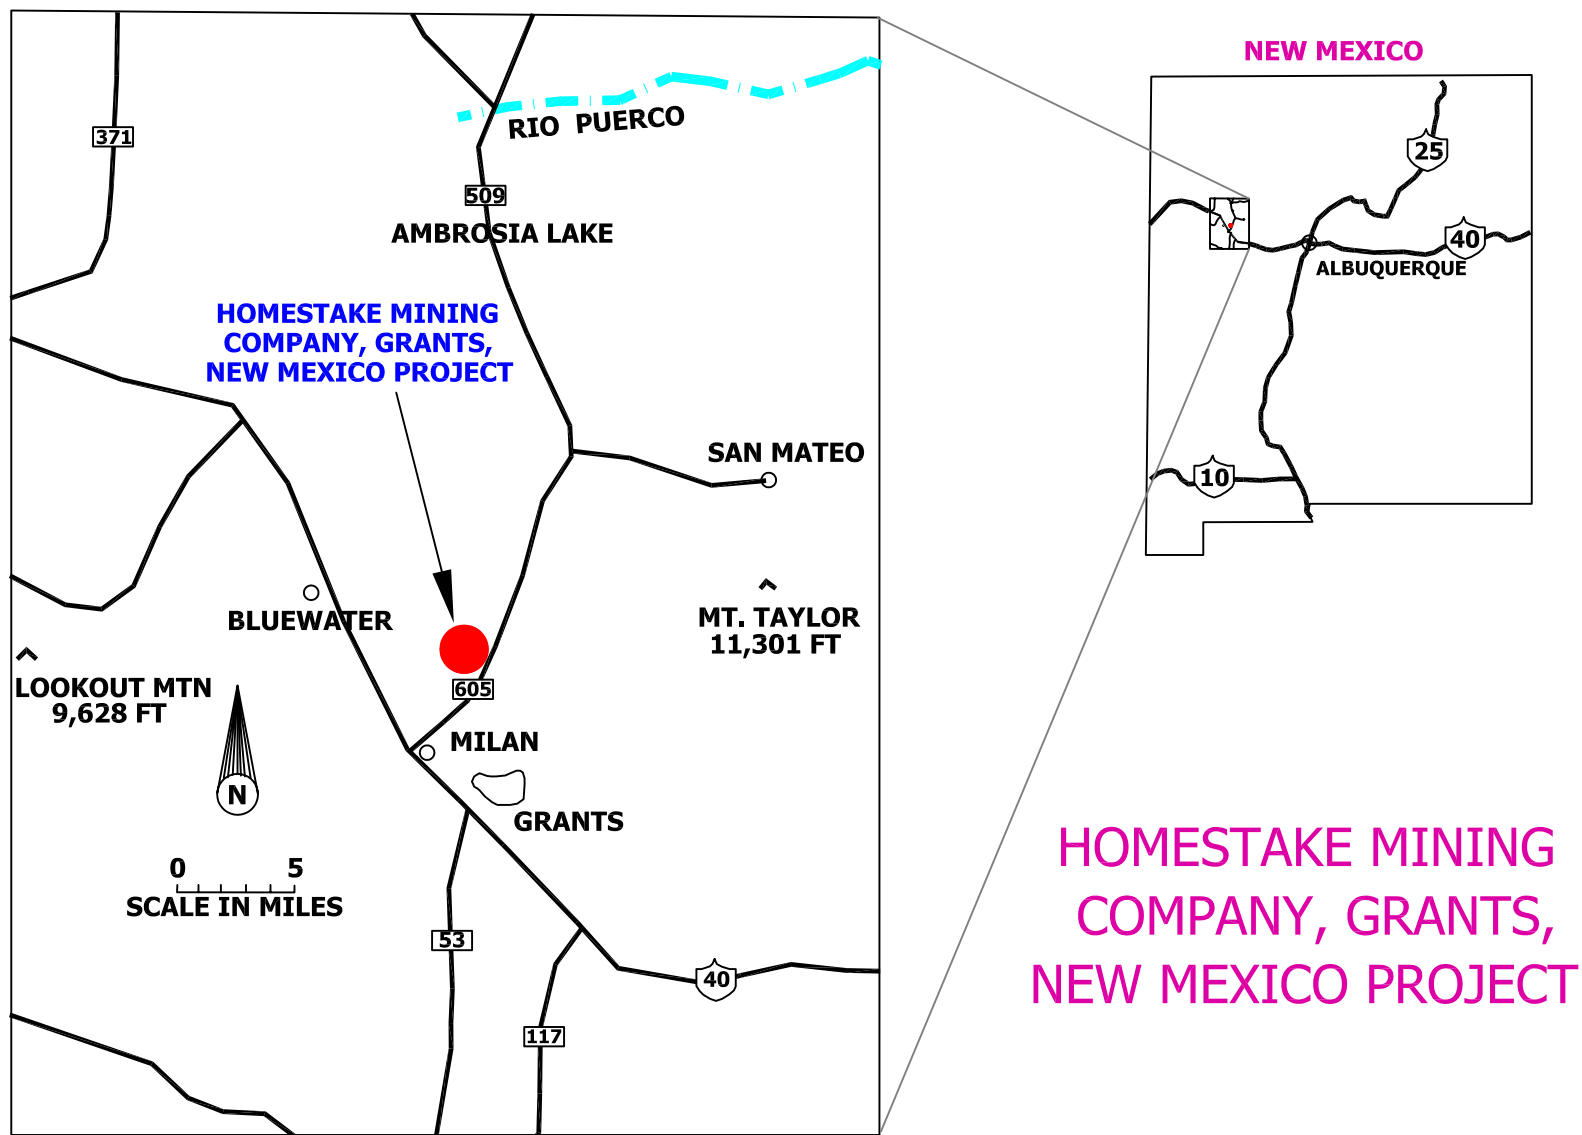 NEW MEXICO
371
RIO PUERCO
25
509
AMBROSIA LAKE
40
ALBUQUERQUE
HOMESTAKE MINING
COMPANY, GRANTS,
NEW MEXICO PROJECT
SAN MATEO
10
BLUEWATER
MT. TAYLOR
11,301 FT
LOOKOUT MTN
9,628 FT
605
MILAN
N
GRANTS
0 5
SCALE IN MILES
53
40
117
HOMESTAKE MINING
COMPANY, GRANTS,
NEW MEXICO PROJECT